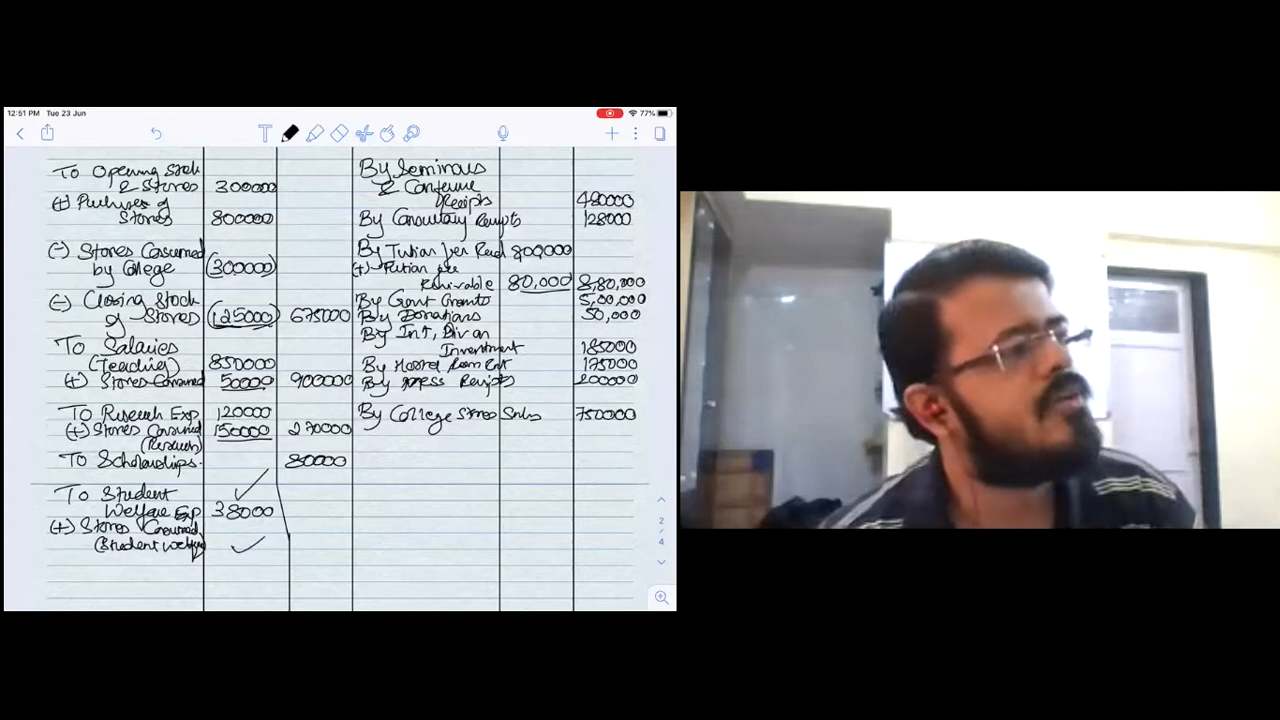 12:51 PM Tue 23 Jun
77%
T
To Opening Stock
& Stores 300000
(+) Purchases of
Stores 800000
(-) Stores Consumed
by College (300000)
(-) Closing Stock
of Stores (125000) 675000
To Salaries
(Teaching) 850000
(+) Stores Consumed 50000 900000
To Research Exp 120000
(+) Stores Consumed 150000 270000
(Research)
To Scholarships. 80000
To Student
Welfare Exp 38000
(+) Stores Consumed
(Student Welfare)
By Seminars
& Conference
Receipts 480000
By Consultancy Receipts 128000
By Tution fees Recd 800000
(+) Tution fee
Receivable 80,000 8,80,000
By Govt Grants 5,00,000
By Donations 50,000
By Int, Div on
Investment 185000
By Hostel Room Rent 175000
By Mess Receipts 200000
By College Stores Sales 750000
2
4